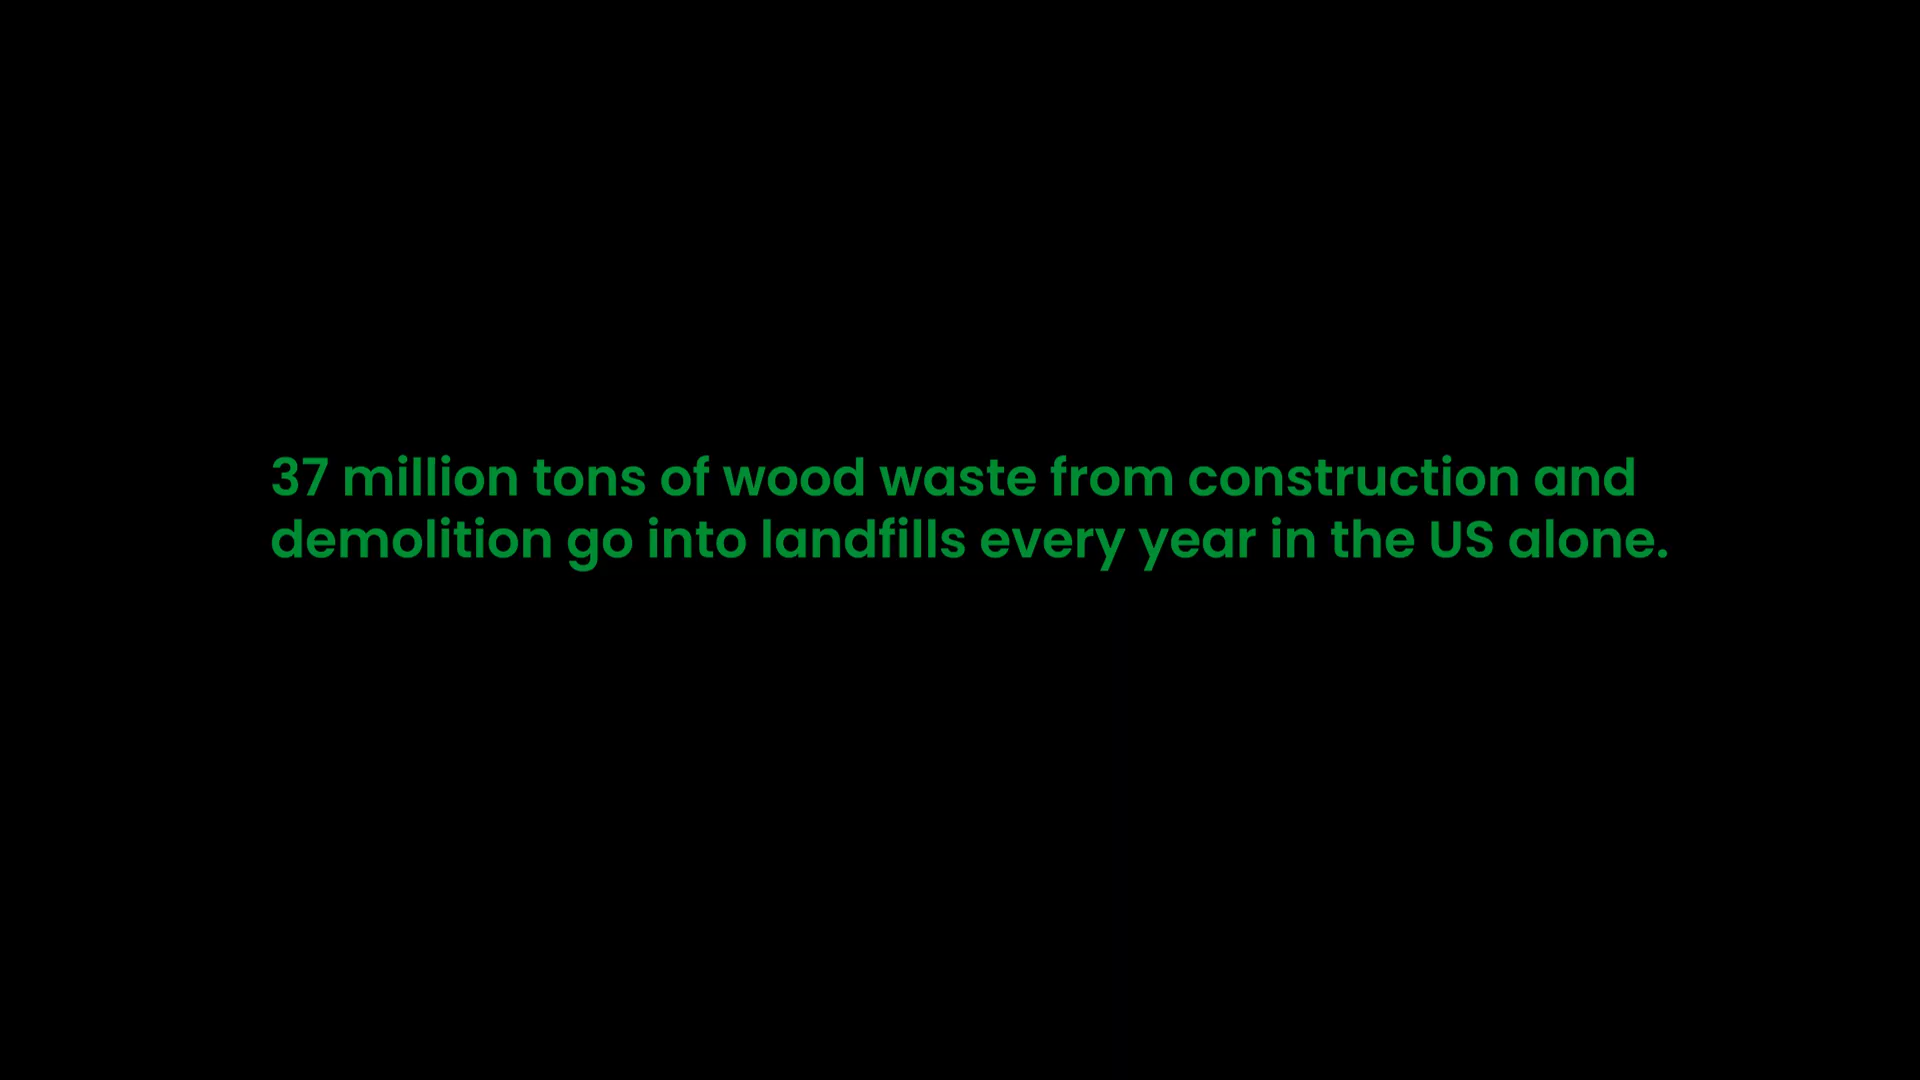 37 million tons of wood waste from construction and
demolition go into landfills every year in the US alone.